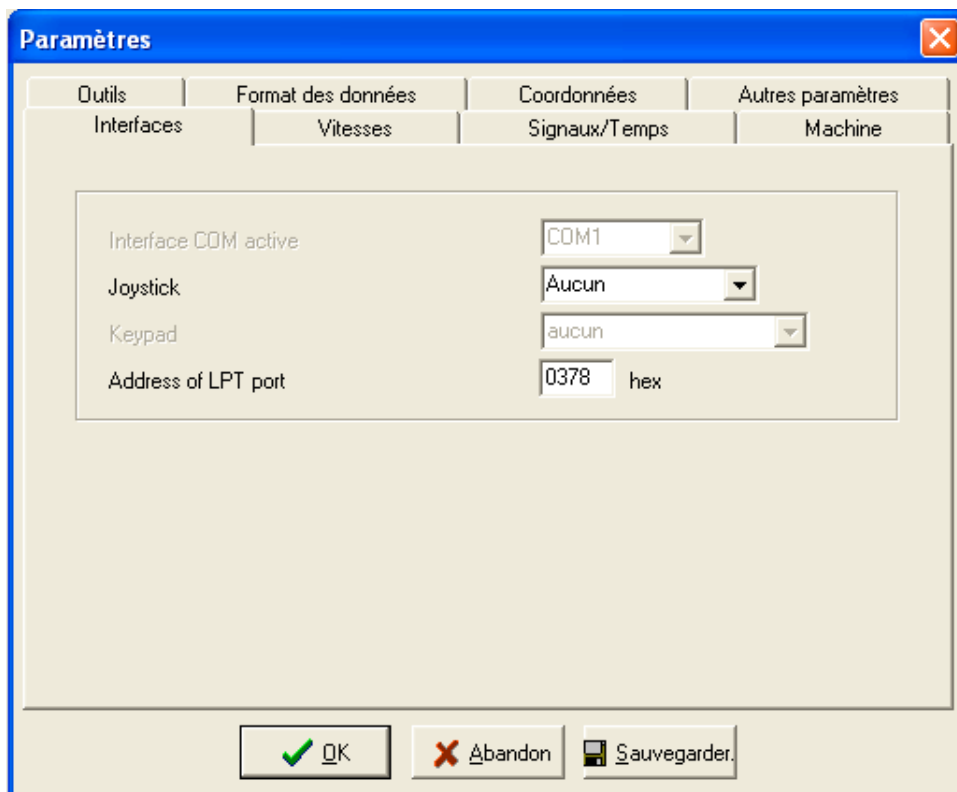 Paramètres
Outils Format des données Coordonnées Autres paramètres
Interfaces Vitesses Signaux/Temps Machine
Interface COM active COM1
Joystick Aucun
Keypad aucun
Address of LPT port 0378 hex
OK Abandon Sauvegarder.